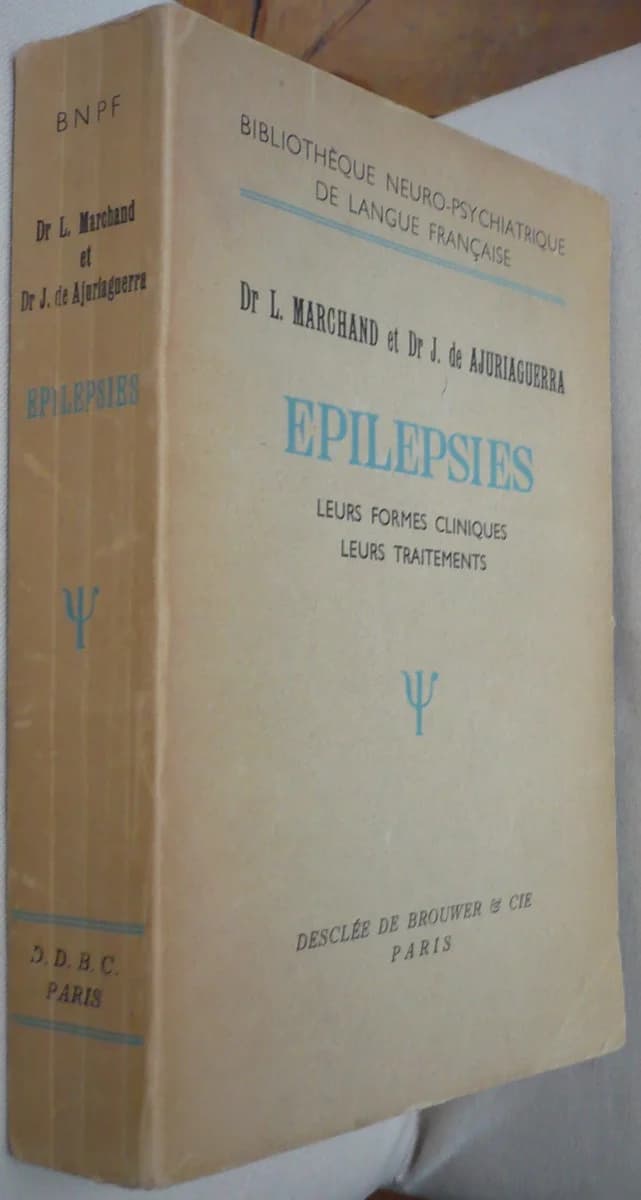 BNPF
Dr L. Marchand
et
Dr J. de Ajuriaguerra
EPILEPSIES
Ψ
D. D. B. C.
PARIS
BIBLIOTHÈQUE NEURO-PSYCHIATRIQUE
DE LANGUE FRANÇAISE
Dr L. MARCHAND et Dr J. de AJURIAGUERRA
EPILEPSIES
LEURS FORMES CLINIQUES
LEURS TRAITEMENTS
Ψ
DESCLÉE DE BROUWER & CIE
PARIS